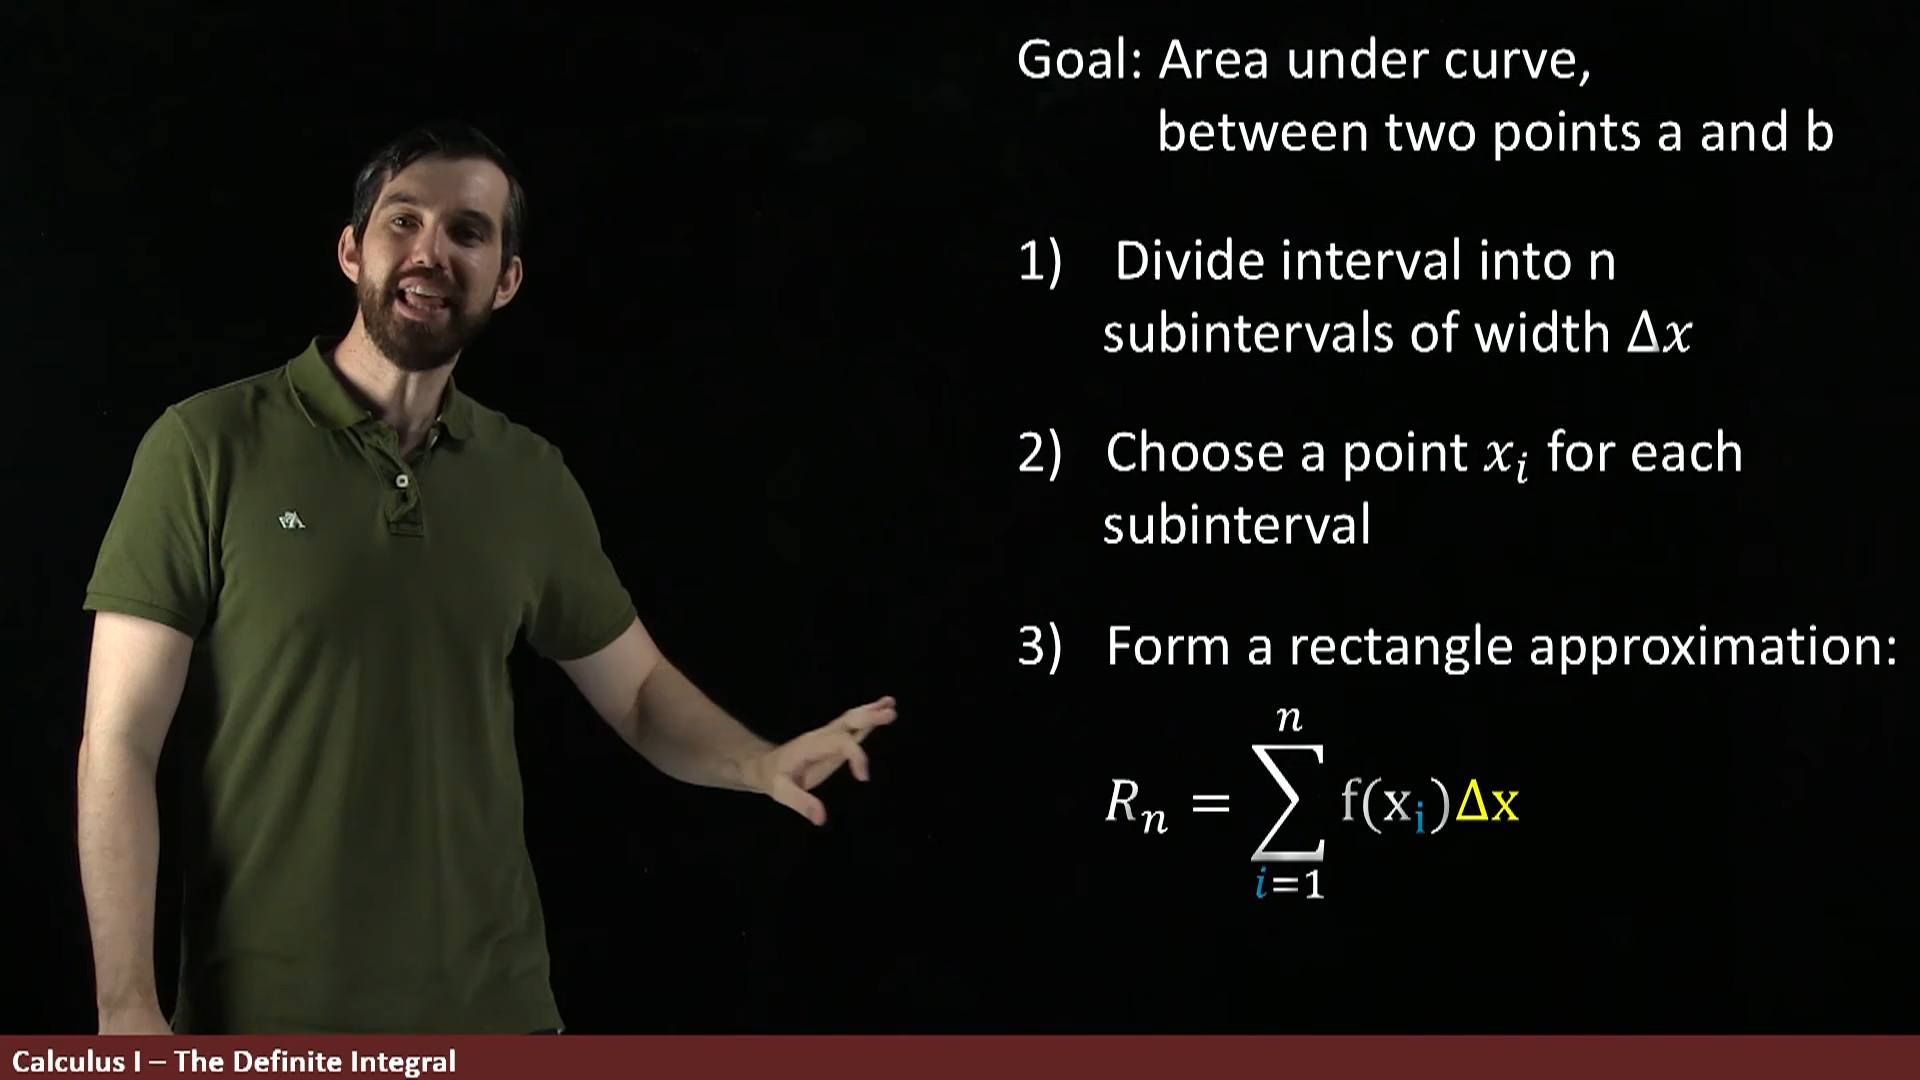 Goal: Area under curve,
between two points a and b
1) Divide interval into n
subintervals of width Δx
2) Choose a point xᵢ for each
subinterval
3) Form a rectangle approximation:
n
Rₙ = ∑ f(xᵢ)Δx
i=1
Calculus I – The Definite Integral